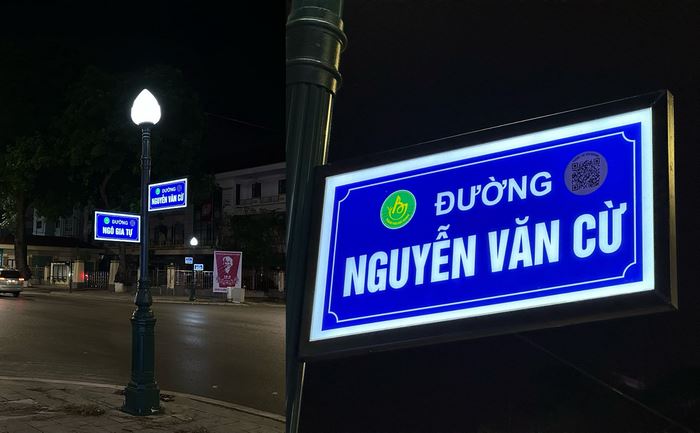 ĐƯỜNG
NGUYỄN VĂN CỪ
ĐƯỜNG
NGÔ GIA TỰ
ĐƯỜNG
NGUYỄN VĂN CỪ